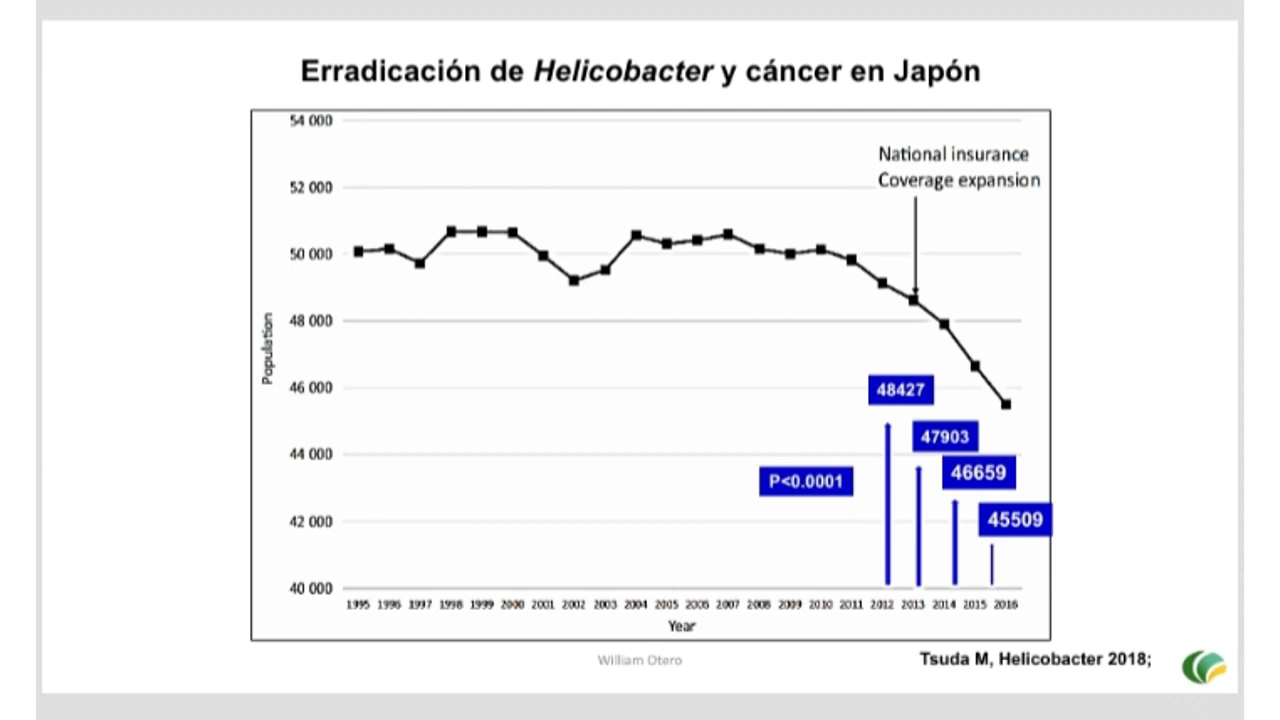 Erradicación de Helicobacter y cáncer en Japón
54 000
National insurance
Coverage expansion
52 000
50 000
48 000
Population
46 000
48427
47903
44 000
46659
P<0.0001
45509
42 000
40 000
1995 1996 1997 1998 1999 2000 2001 2002 2003 2004 2005 2006 2007 2008 2009 2010 2011 2012 2013 2014 2015 2016
Year
William Otero
Tsuda M, Helicobacter 2018;